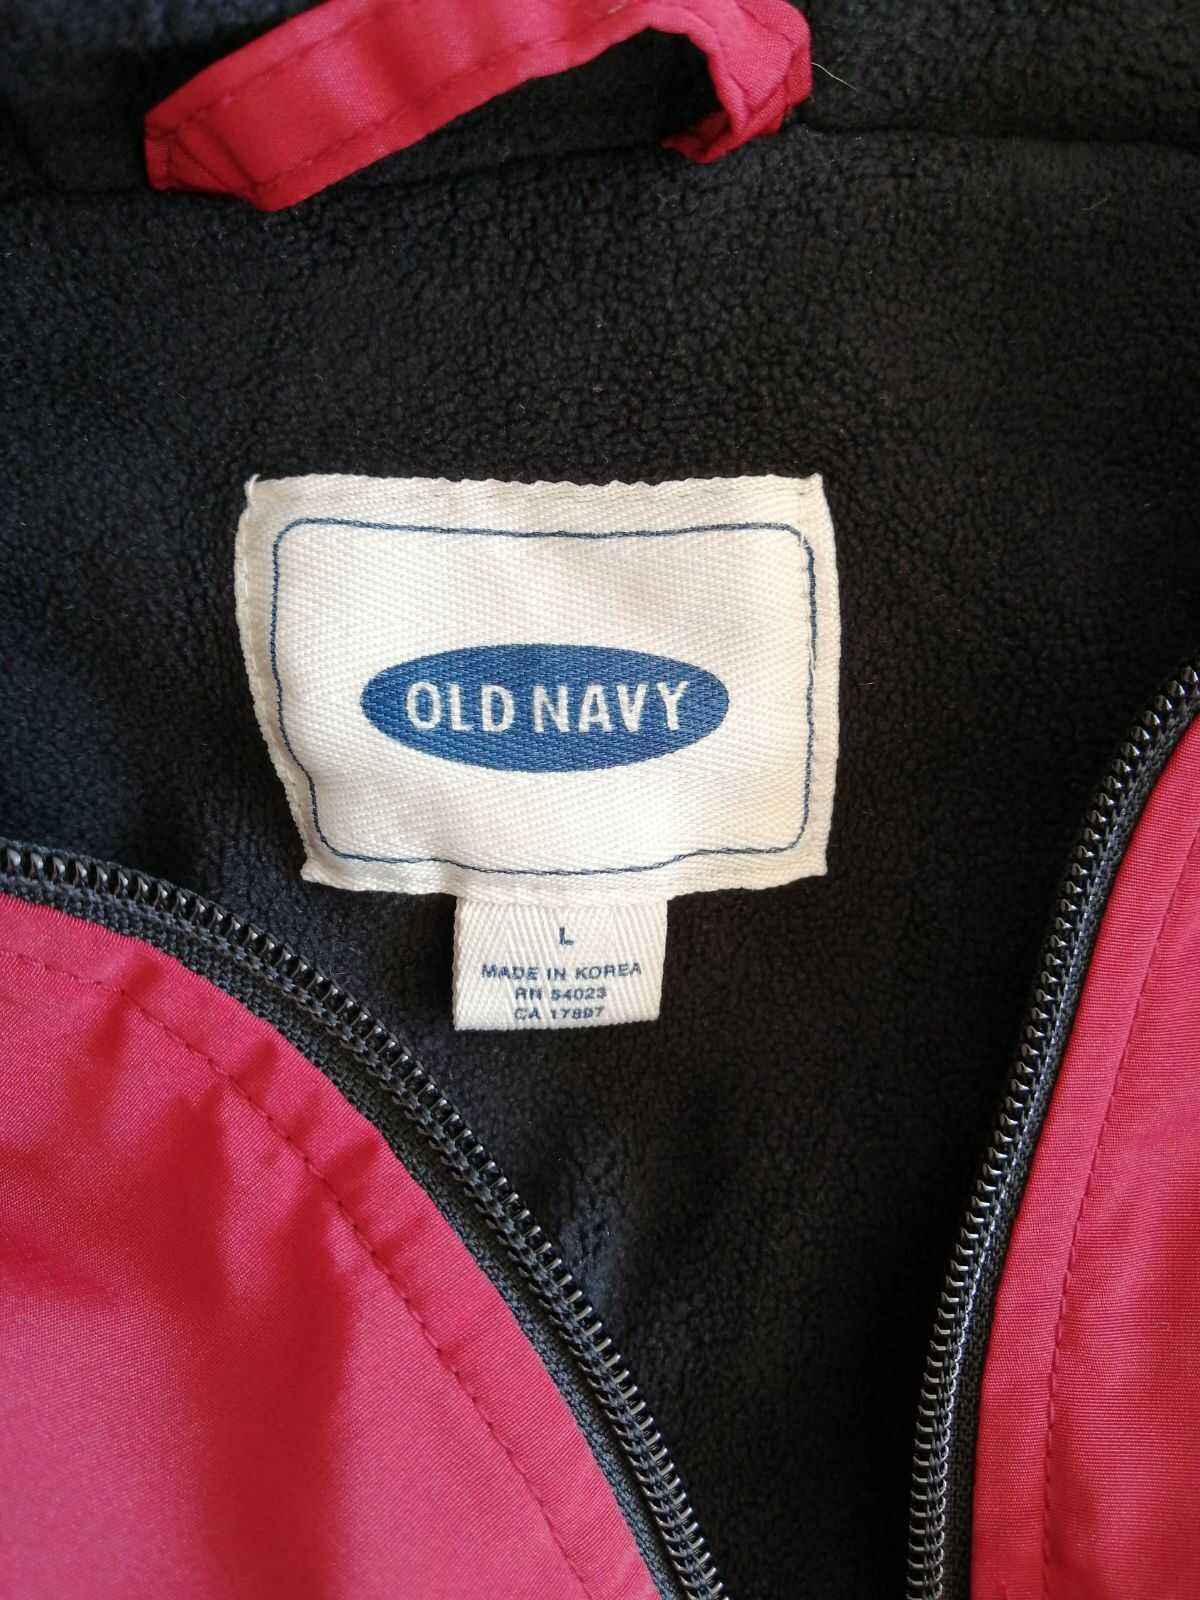 OLD NAVY
L
MADE IN KOREA
RN 54023
CA 17897